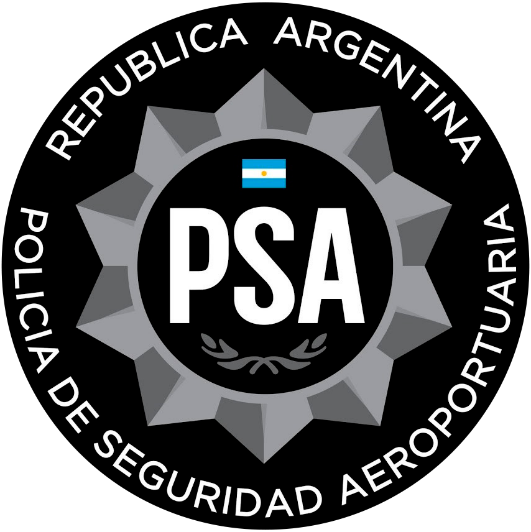 REPUBLICA ARGENTINA
PSA
POLICIA DE SEGURIDAD AEROPORTUARIA